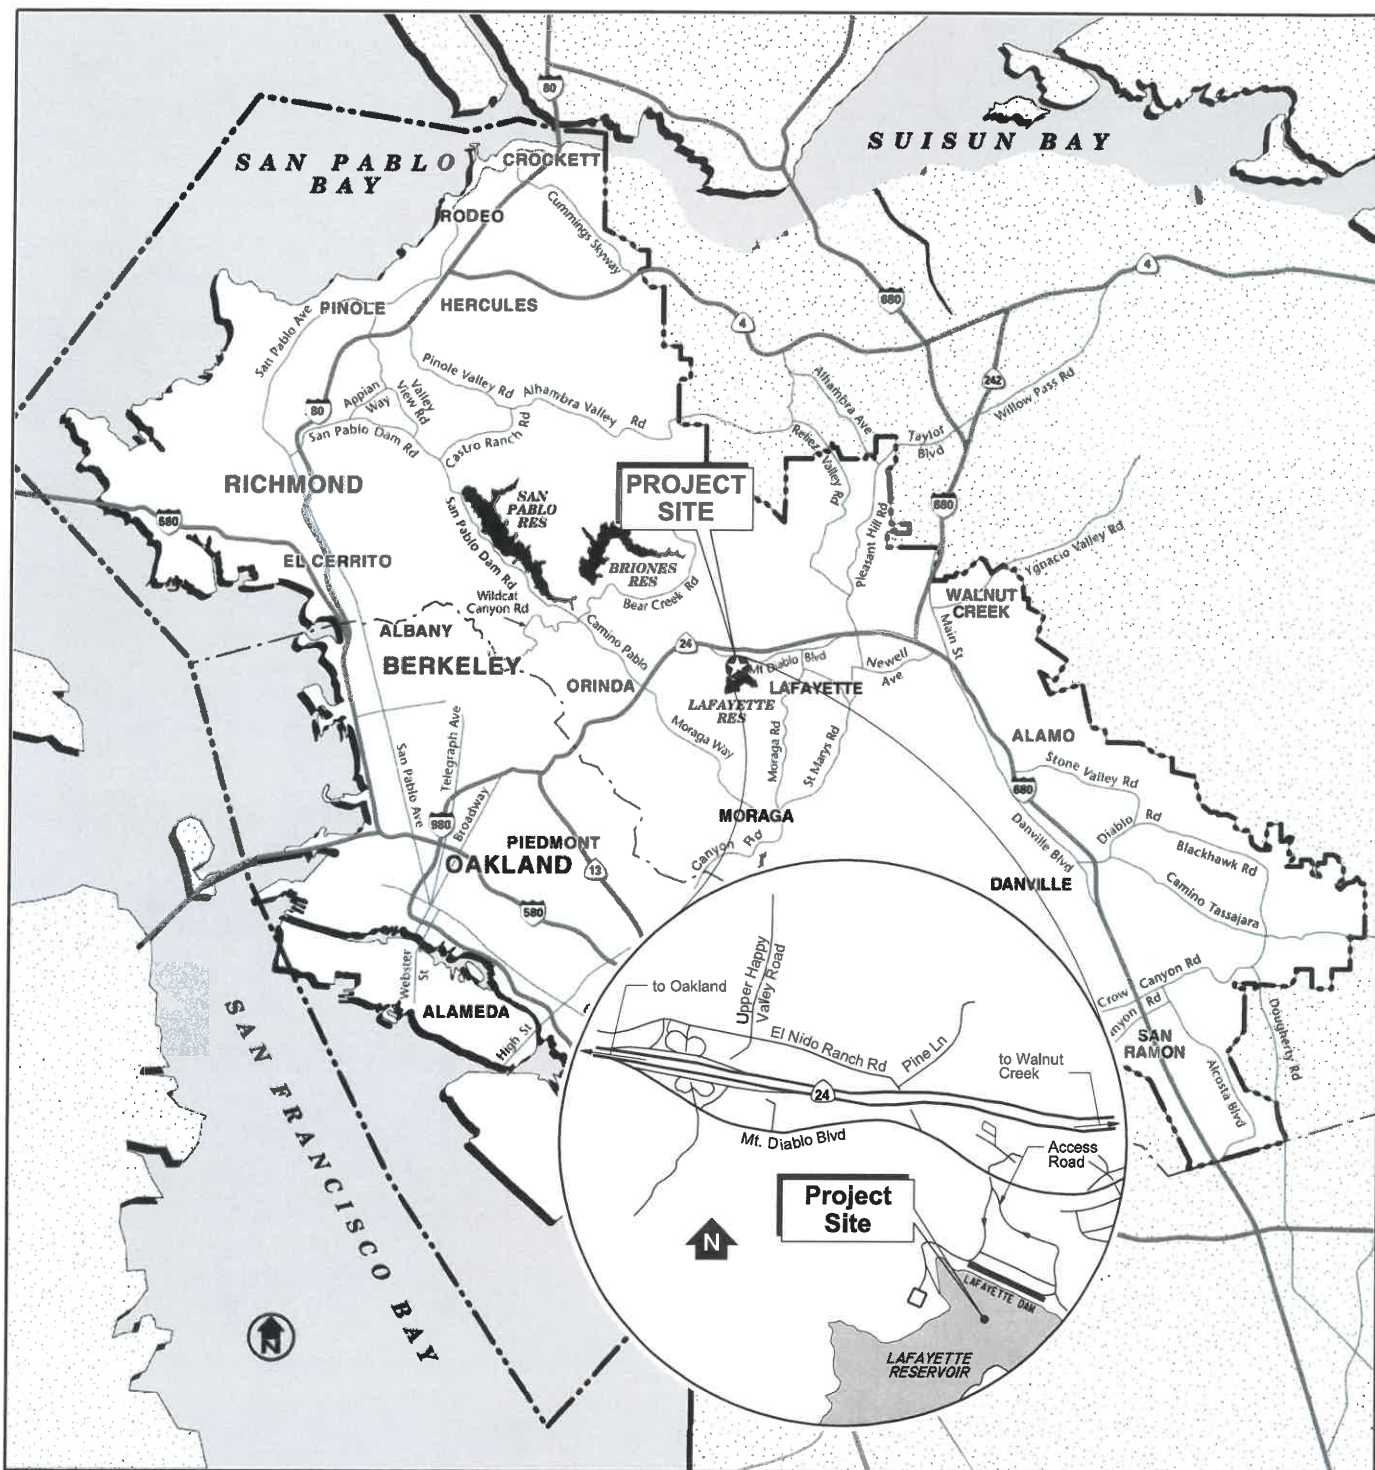 80
SUISUN BAY
SAN PABLO
BAY
CROCKETT
RODEO
Cummings Skyway
4
680
PINOLE
HERCULES
San Pablo Ave
4
242
Pinole Valley Rd
Alhambra Valley Rd
Alhambra Ave
Willow Pass Rd
Appian
Way
Valley
View Rd
80
San Pablo Dam Rd
Castro Ranch Rd
Reliez Valley Rd
Taylor
Blvd
RICHMOND
PROJECT
SITE
SAN
PABLO
RES
680
580
San Pablo Dam Rd
Pleasant Hill Rd
Ygnacio Valley Rd
EL CERRITO
BRIONES
RES
Bear Creek Rd
Wildcat
Canyon Rd
WALNUT
CREEK
ALBANY
Camino Pablo
Main St
BERKELEY
24
Mt Diablo Blvd
Newell
Ave
ORINDA
LAFAYETTE
LAFAYETTE
RES
Moraga Way
Moraga Rd
St Marys Rd
ALAMO
Stone Valley Rd
San Pablo Ave
Telegraph Ave
680
980
Broadway
MORAGA
Danville Blvd
Diablo Rd
Blackhawk Rd
PIEDMONT
OAKLAND
13
Canyon Rd
DANVILLE
Camino Tassajara
580
Webster
St
ALAMEDA
High St
Crow Canyon Rd
nyon Rd
Dougherty Rd
SAN
RAMON
Alcosta Blvd
SAN FRANCISCO BAY
N
to Oakland
Upper Happy
Valley Road
El Nido Ranch Rd
Pine Ln
to Walnut
Creek
24
Mt. Diablo Blvd
Access
Road
Project
Site
N
LAFAYETTE DAM
LAFAYETTE
RESERVOIR